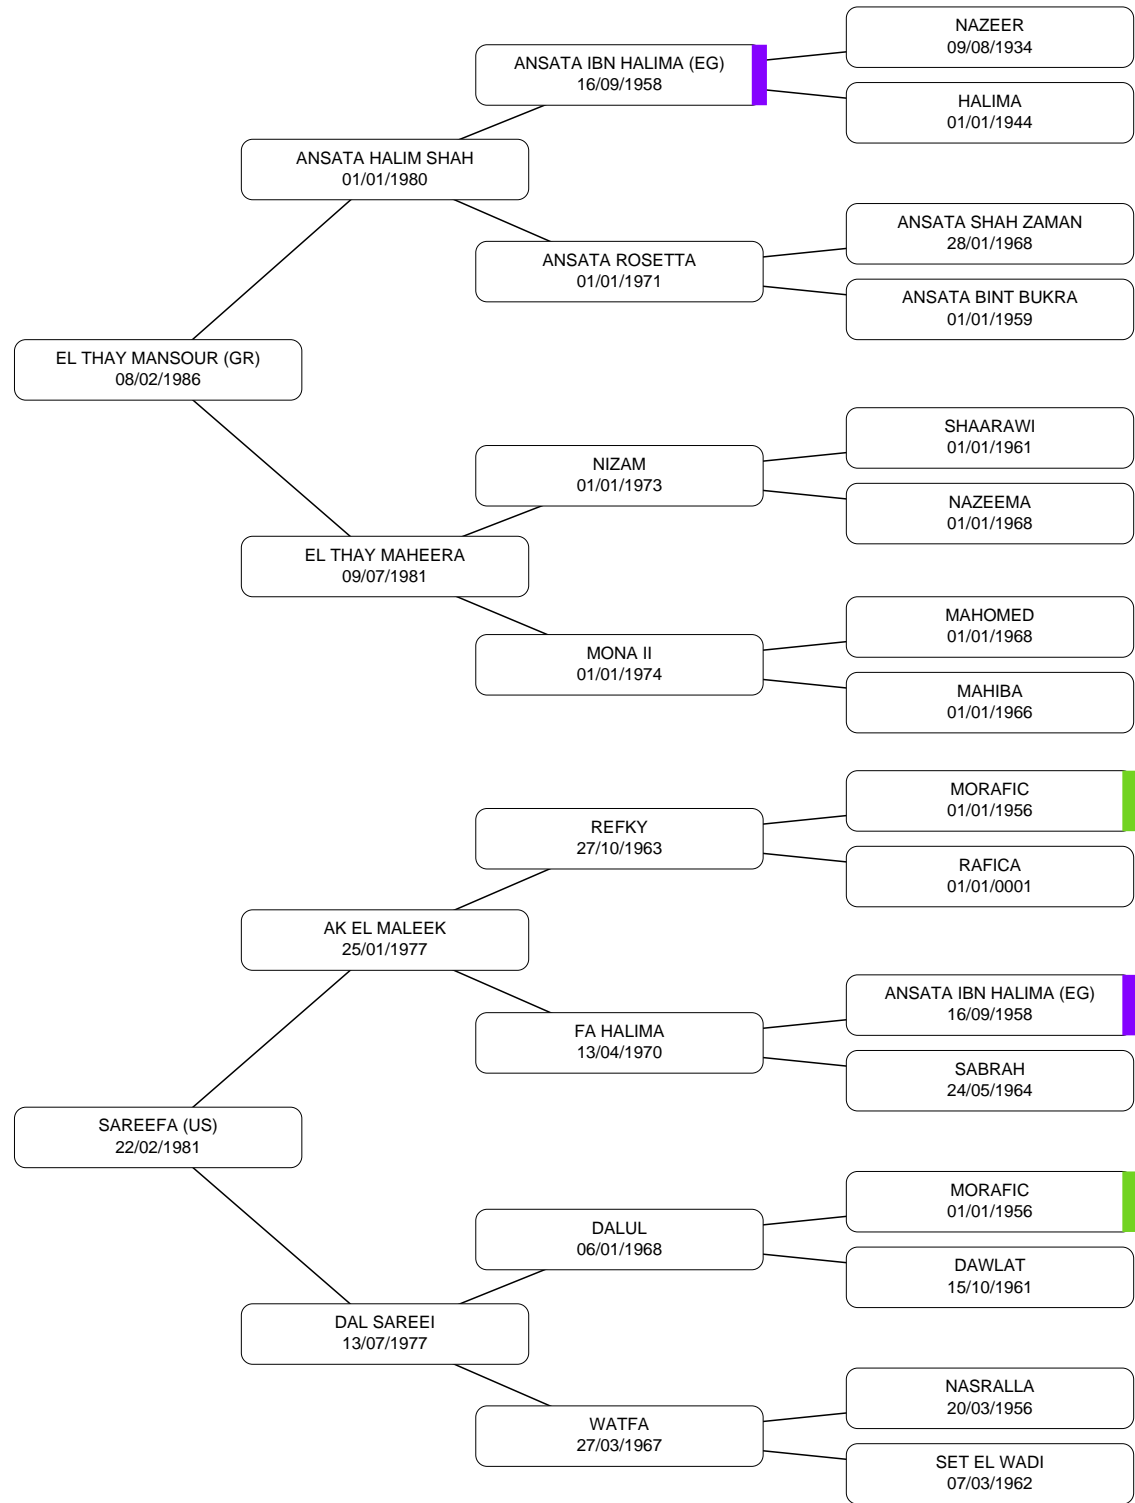 NAZEER
09/08/1934
ANSATA IBN HALIMA (EG)
16/09/1958
HALIMA
01/01/1944
ANSATA HALIM SHAH
01/01/1980
ANSATA SHAH ZAMAN
28/01/1968
ANSATA ROSETTA
01/01/1971
ANSATA BINT BUKRA
01/01/1959
EL THAY MANSOUR (GR)
08/02/1986
SHAARAWI
01/01/1961
NIZAM
01/01/1973
NAZEEMA
01/01/1968
EL THAY MAHEERA
09/07/1981
MAHOMED
01/01/1968
MONA II
01/01/1974
MAHIBA
01/01/1966
MORAFIC
01/01/1956
REFKY
27/10/1963
RAFICA
01/01/0001
AK EL MALEEK
25/01/1977
ANSATA IBN HALIMA (EG)
16/09/1958
FA HALIMA
13/04/1970
SABRAH
24/05/1964
SAREEFA (US)
22/02/1981
MORAFIC
01/01/1956
DALUL
06/01/1968
DAWLAT
15/10/1961
DAL SAREEI
13/07/1977
NASRALLA
20/03/1956
WATFA
27/03/1967
SET EL WADI
07/03/1962